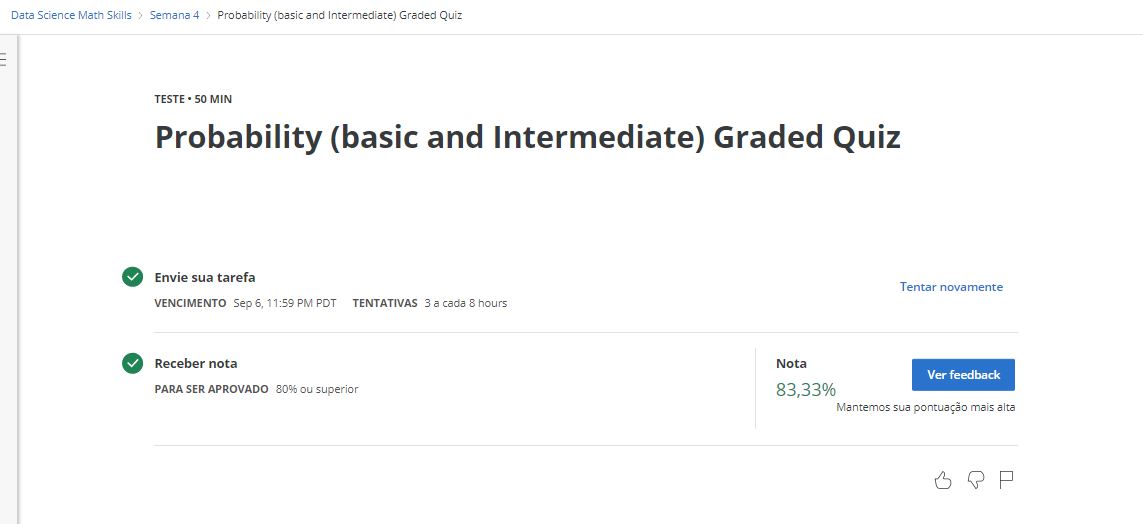 Data Science Math Skills > Semana 4 > Probability (basic and Intermediate) Graded Quiz
TESTE • 50 MIN
Probability (basic and Intermediate) Graded Quiz
Envie sua tarefa
VENCIMENTO Sep 6, 11:59 PM PDT TENTATIVAS 3 a cada 8 hours
Tentar novamente
Receber nota
PARA SER APROVADO 80% ou superior
Nota
83,33%
Ver feedback
Mantemos sua pontuação mais alta